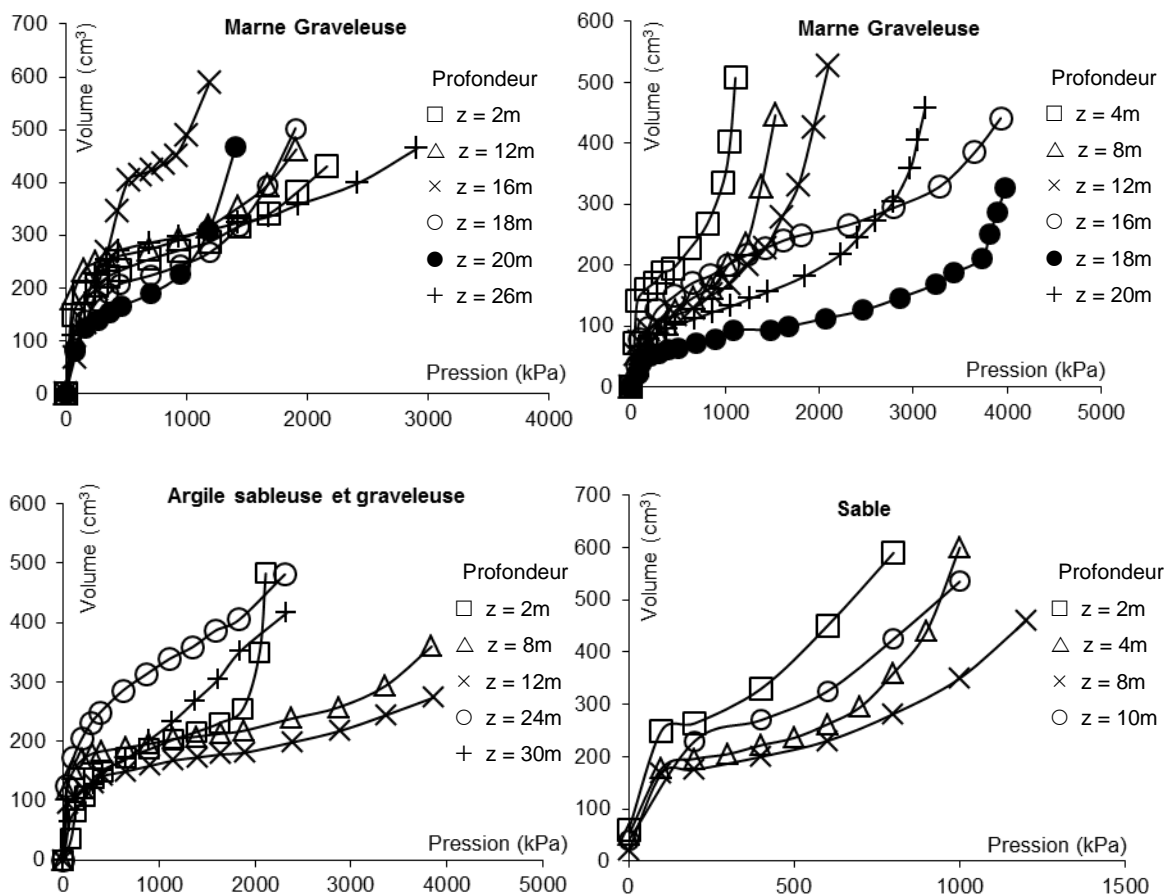 Marne Graveleuse
Volume (cm³)
700
600
500
400
300
200
100
0
0
1000
2000
3000
4000
Pression (kPa)
Profondeur
z = 2m
z = 12m
z = 16m
z = 18m
z = 20m
z = 26m
Marne Graveleuse
Volume (cm³)
600
500
400
300
200
100
0
0
1000
2000
3000
4000
5000
Pression (kPa)
Profondeur
z = 4m
z = 8m
z = 12m
z = 16m
z = 18m
z = 20m
Argile sableuse et graveleuse
Volume (cm³)
600
500
400
300
200
100
0
0
1000
2000
3000
4000
5000
Pression (kPa)
Profondeur
z = 2m
z = 8m
z = 12m
z = 24m
z = 30m
Sable
Volume (cm³)
700
600
500
400
300
200
100
0
0
500
1000
1500
Pression (kPa)
Profondeur
z = 2m
z = 4m
z = 8m
z = 10m